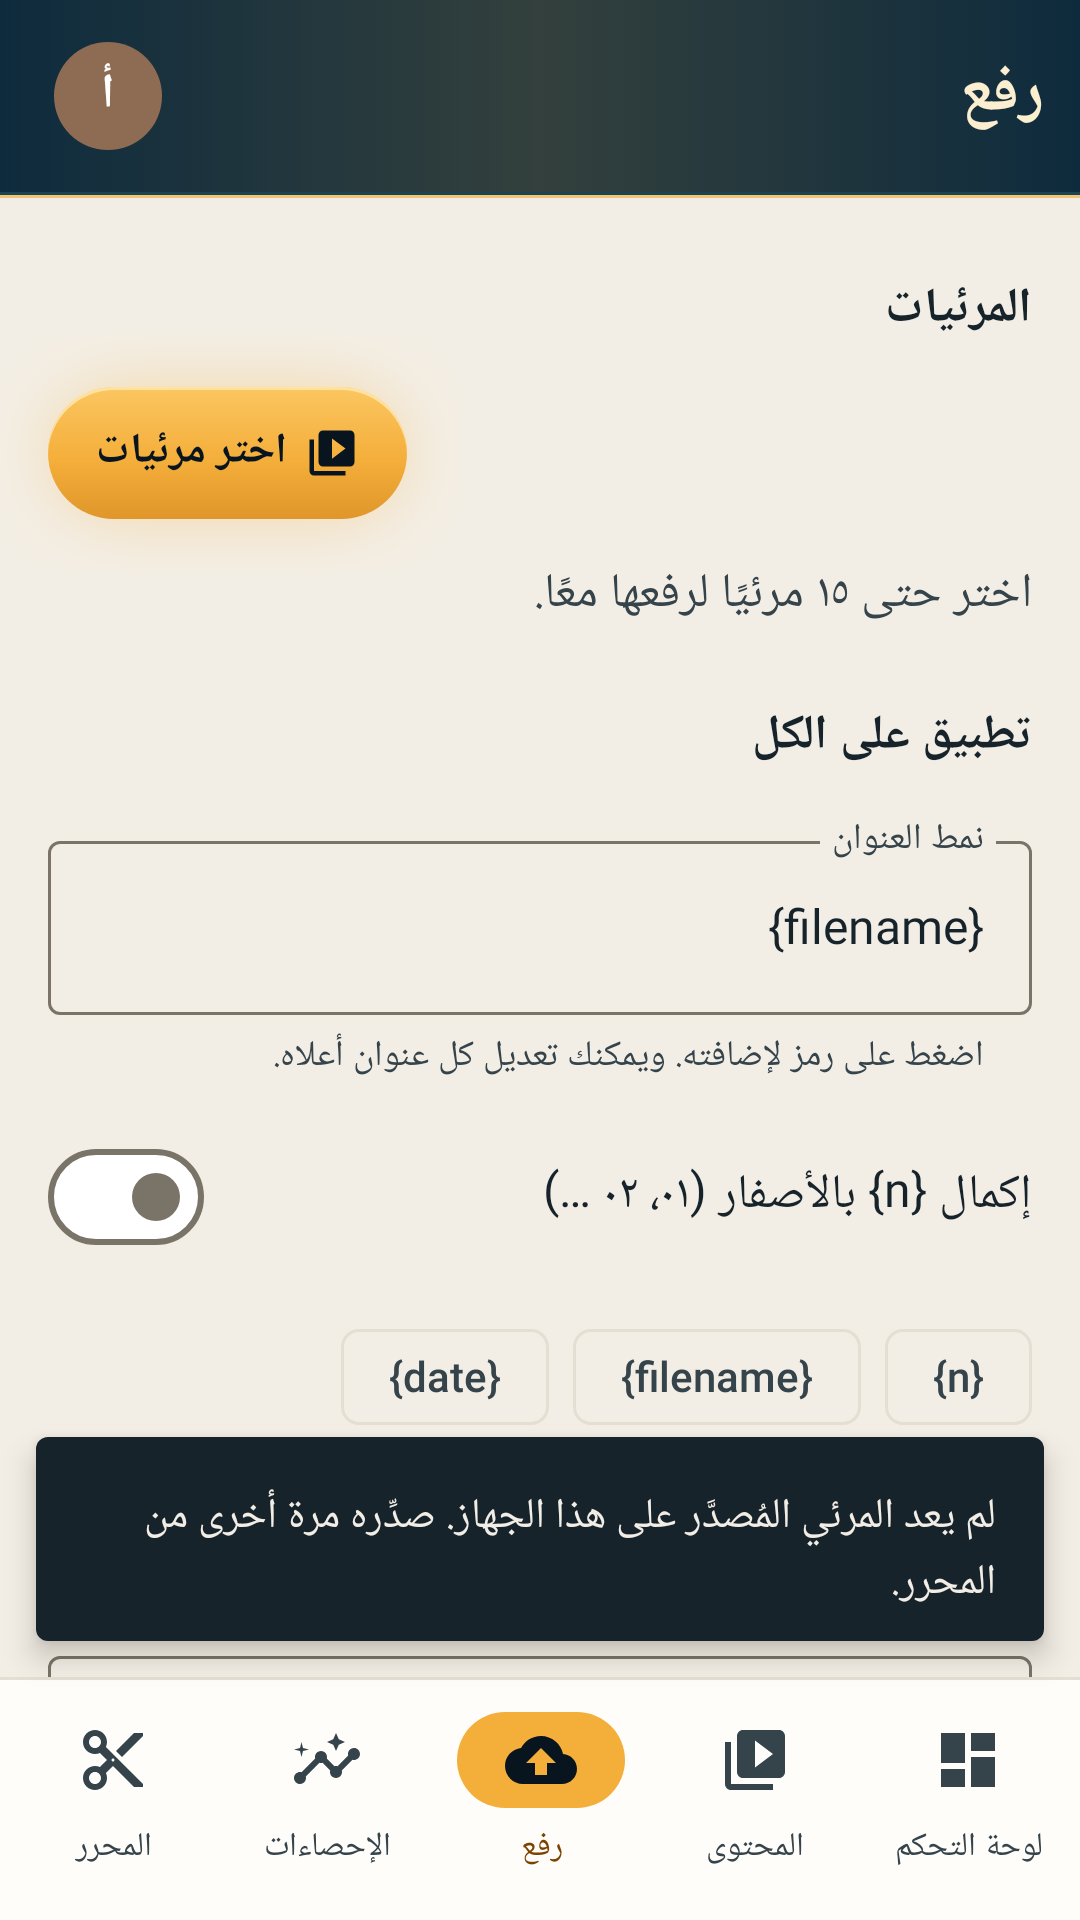 رفع
أ
المرئيات
اختر مرئيات
اختر حتى ١٥ مرئيًا لرفعها معًا.
تطبيق على الكل
نمط العنوان
{filename}
اضغط على رمز لإضافته. ويمكنك تعديل كل عنوان أعلاه.
إكمال {n} بالأصفار (٠١، ٠٢ ...)
{n} {filename} {date}
لم يعد المرئي المُصدَّر على هذا الجهاز. صدِّره مرة أخرى من
المحرر.
لوحة التحكم
المحتوى
رفع
الإحصاءات
المحرر